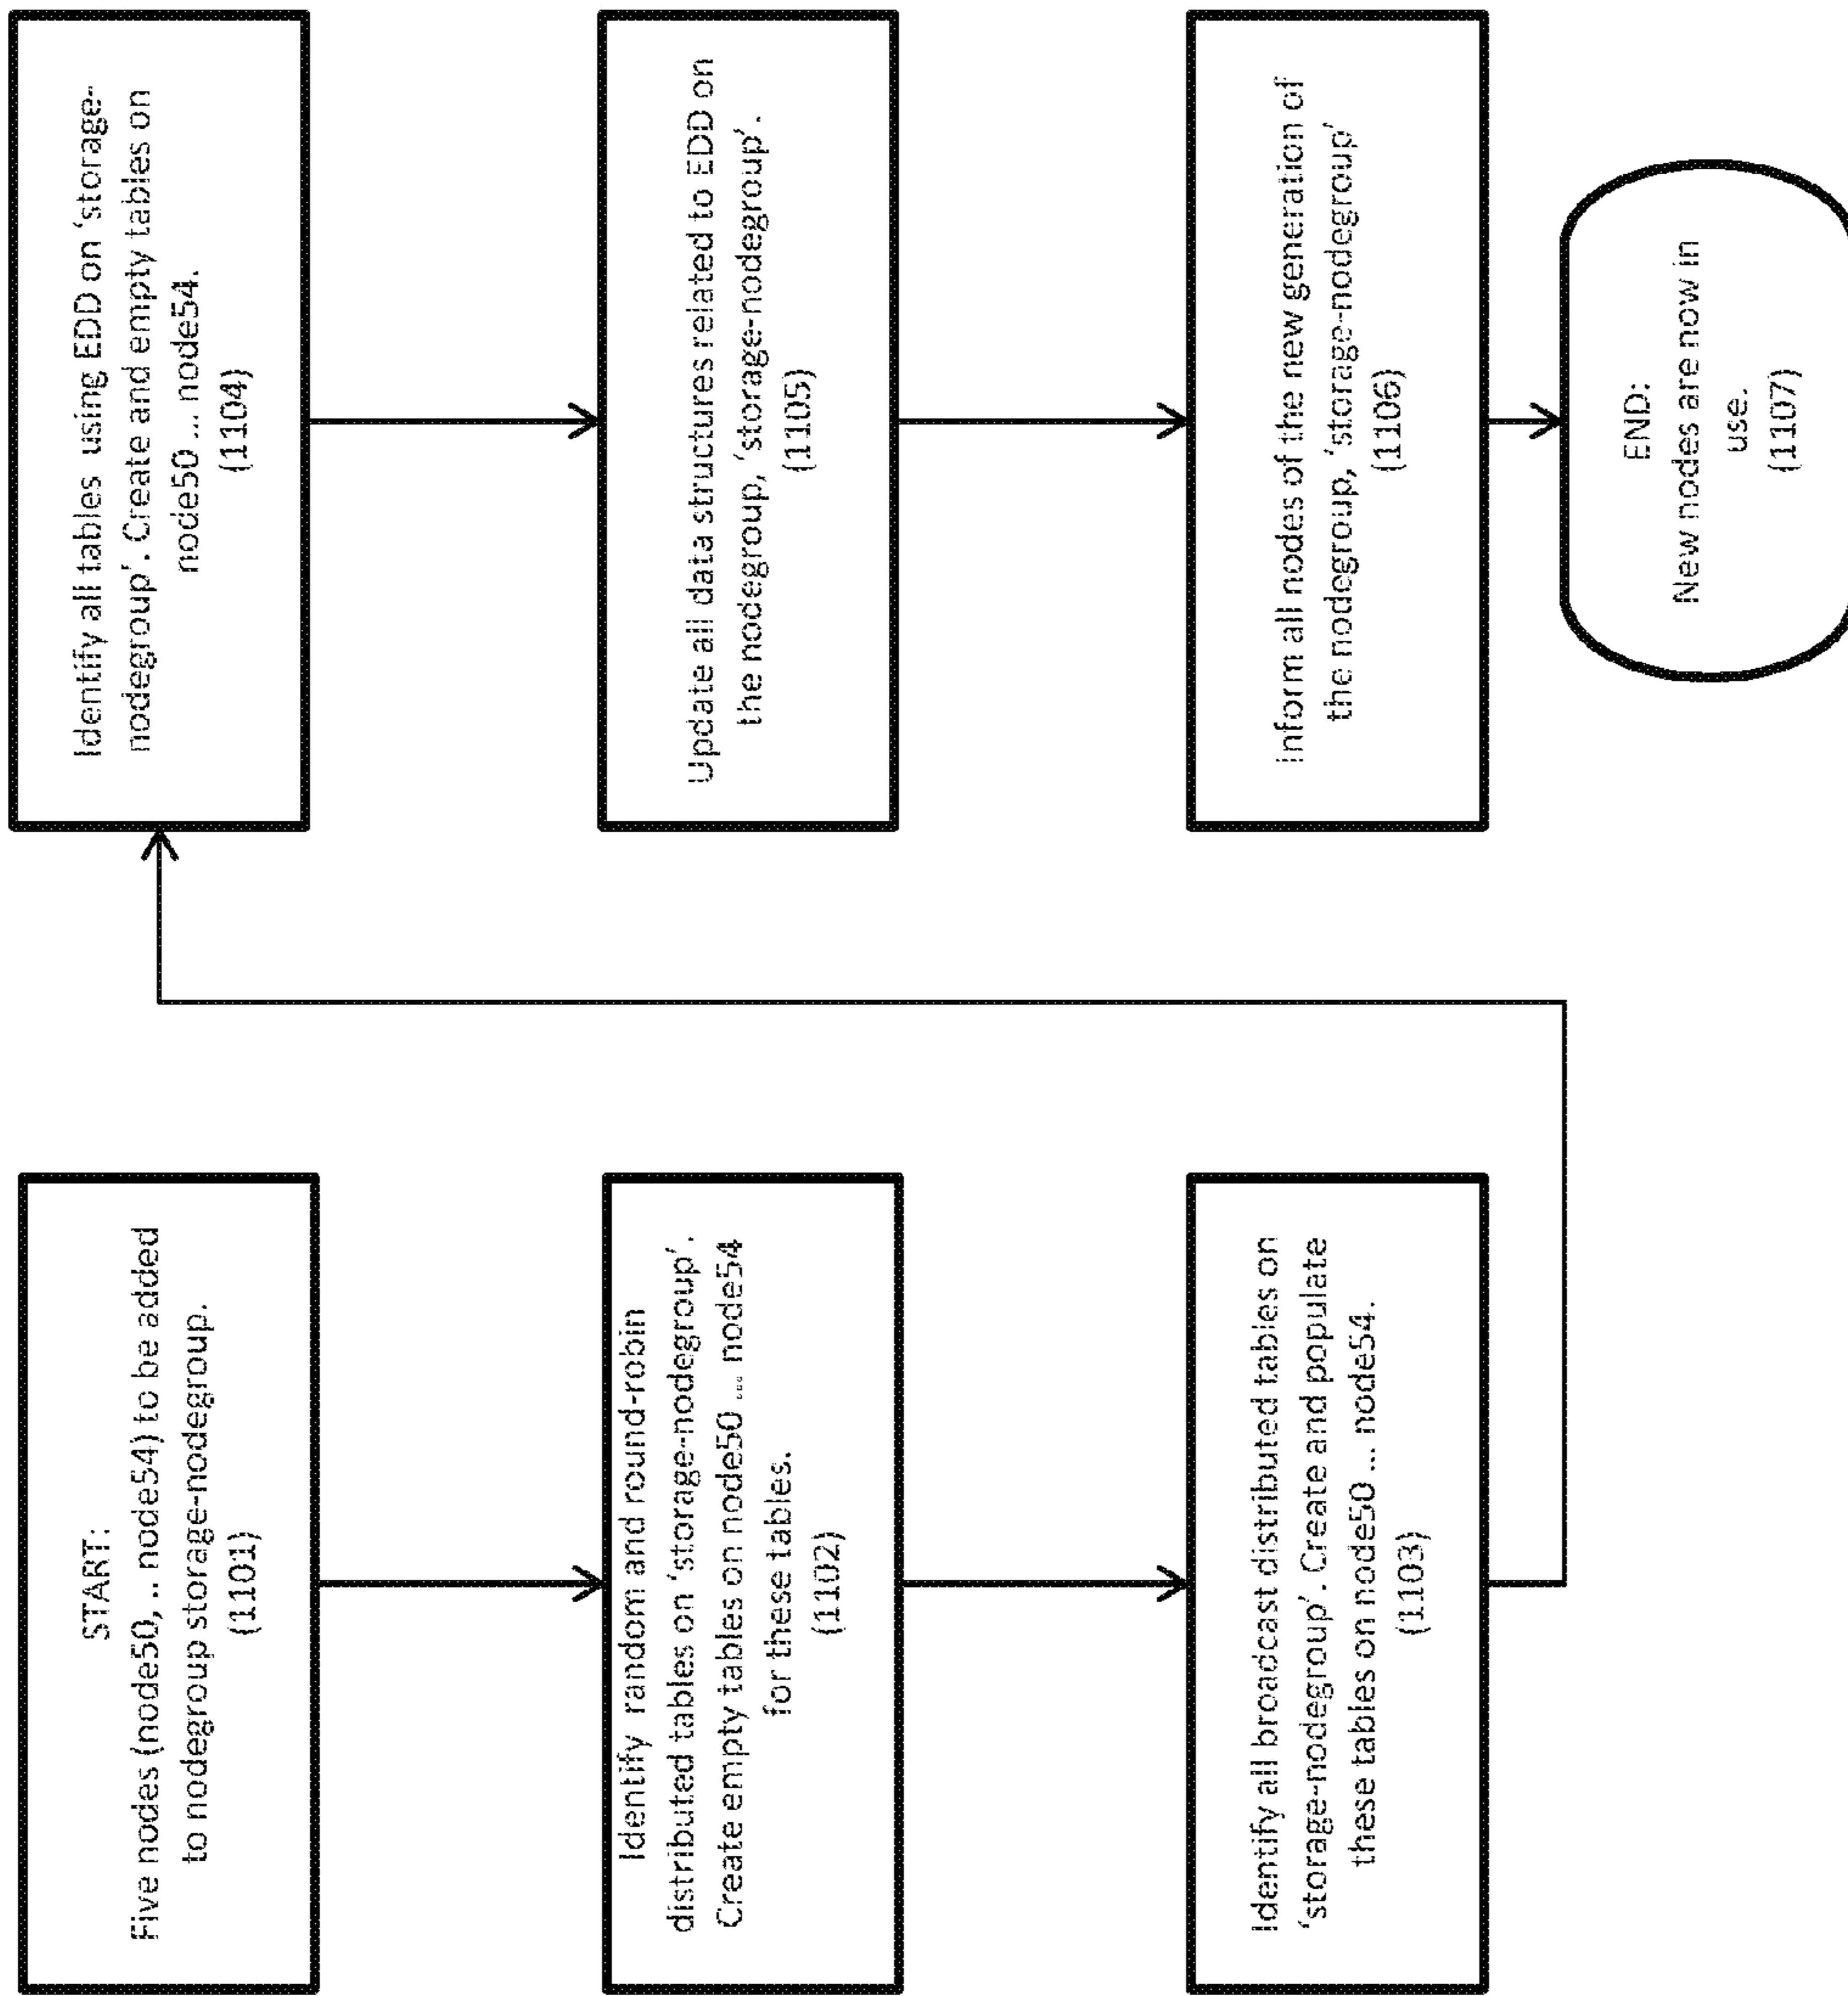 START:
Five nodes (node50, .. node54) to be added
to nodegroup storage-nodegroup.
(1101)
Identify random and round-robin
distributed tables on 'storage-nodegroup'.
Create empty tables on node50 ... node54
for these tables.
(1102)
Identify all broadcast distributed tables on
'storage-nodegroup'. Create and populate
these tables on node50 ... node54.
(1103)
Identify all tables using EDD on 'storage-
nodegroup'. Create and empty tables on
node50 ... node54.
(1104)
Update all data structures related to EDD on
the nodegroup, 'storage-nodegroup'.
(1105)
Inform all nodes of the new generation of
the nodegroup, 'storage-nodegroup'
(1106)
END:
New nodes are now in
use.
(1107)